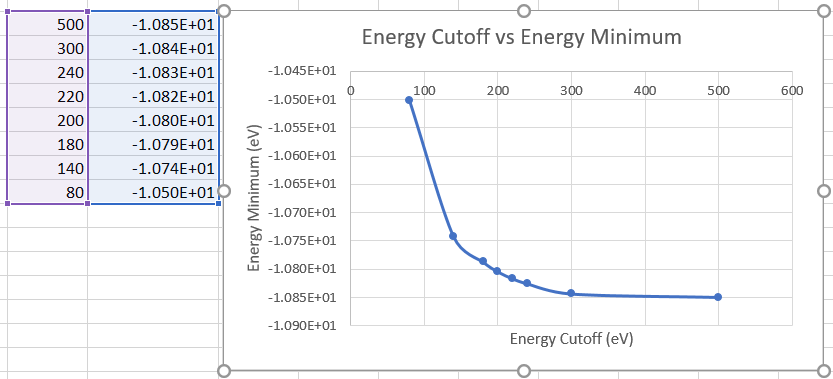 500 -1.085E+01
300 -1.084E+01
240 -1.083E+01
220 -1.082E+01
200 -1.080E+01
180 -1.079E+01
140 -1.074E+01
80 -1.050E+01
Energy Cutoff vs Energy Minimum
-1.045E+01
0 100 200 300 400 500 600
-1.050E+01
-1.055E+01
-1.060E+01
-1.065E+01
-1.070E+01
-1.075E+01
-1.080E+01
-1.085E+01
-1.090E+01
Energy Minimum (eV)
Energy Cutoff (eV)